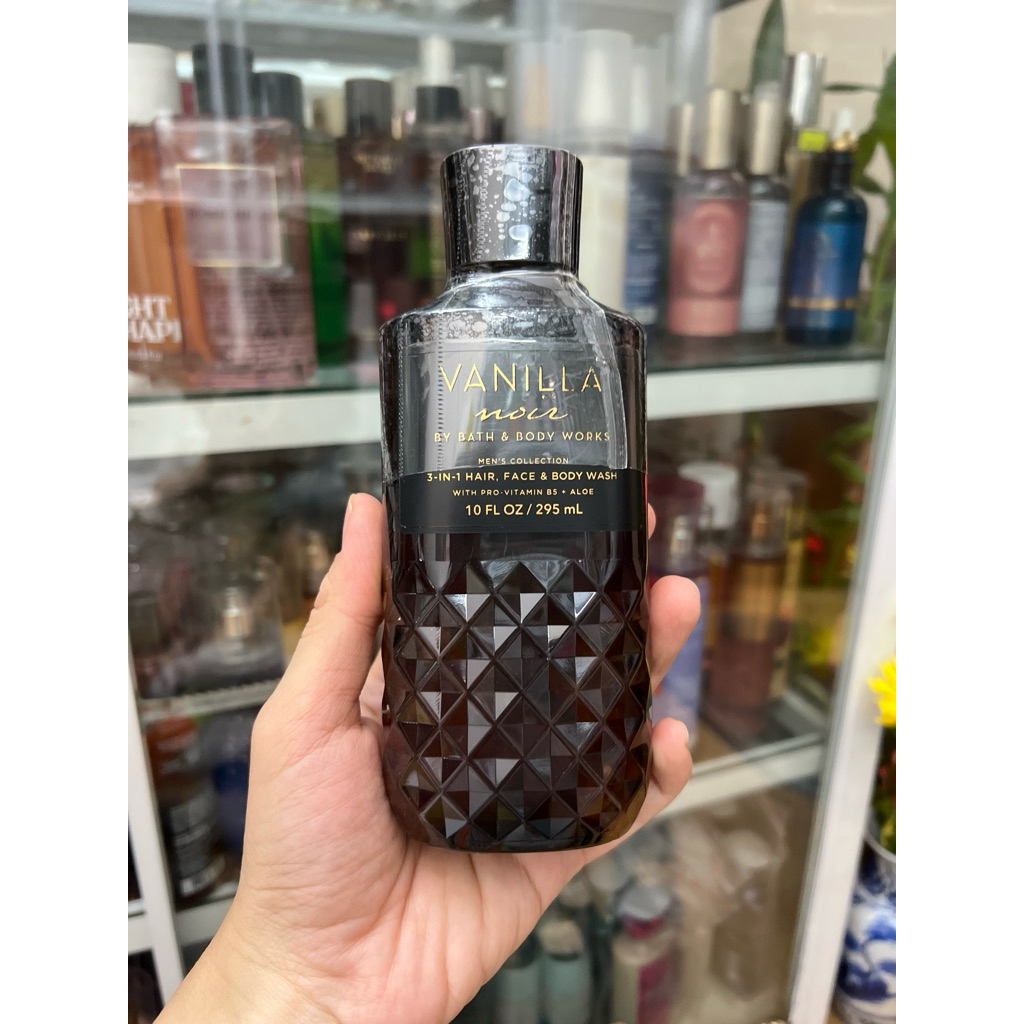 VANILLA
noir
BY BATH & BODY WORKS
MEN'S COLLECTION
3-IN-1 HAIR, FACE & BODY WASH
WITH PRO-VITAMIN B5 + ALOE
10 FL OZ / 295 mL